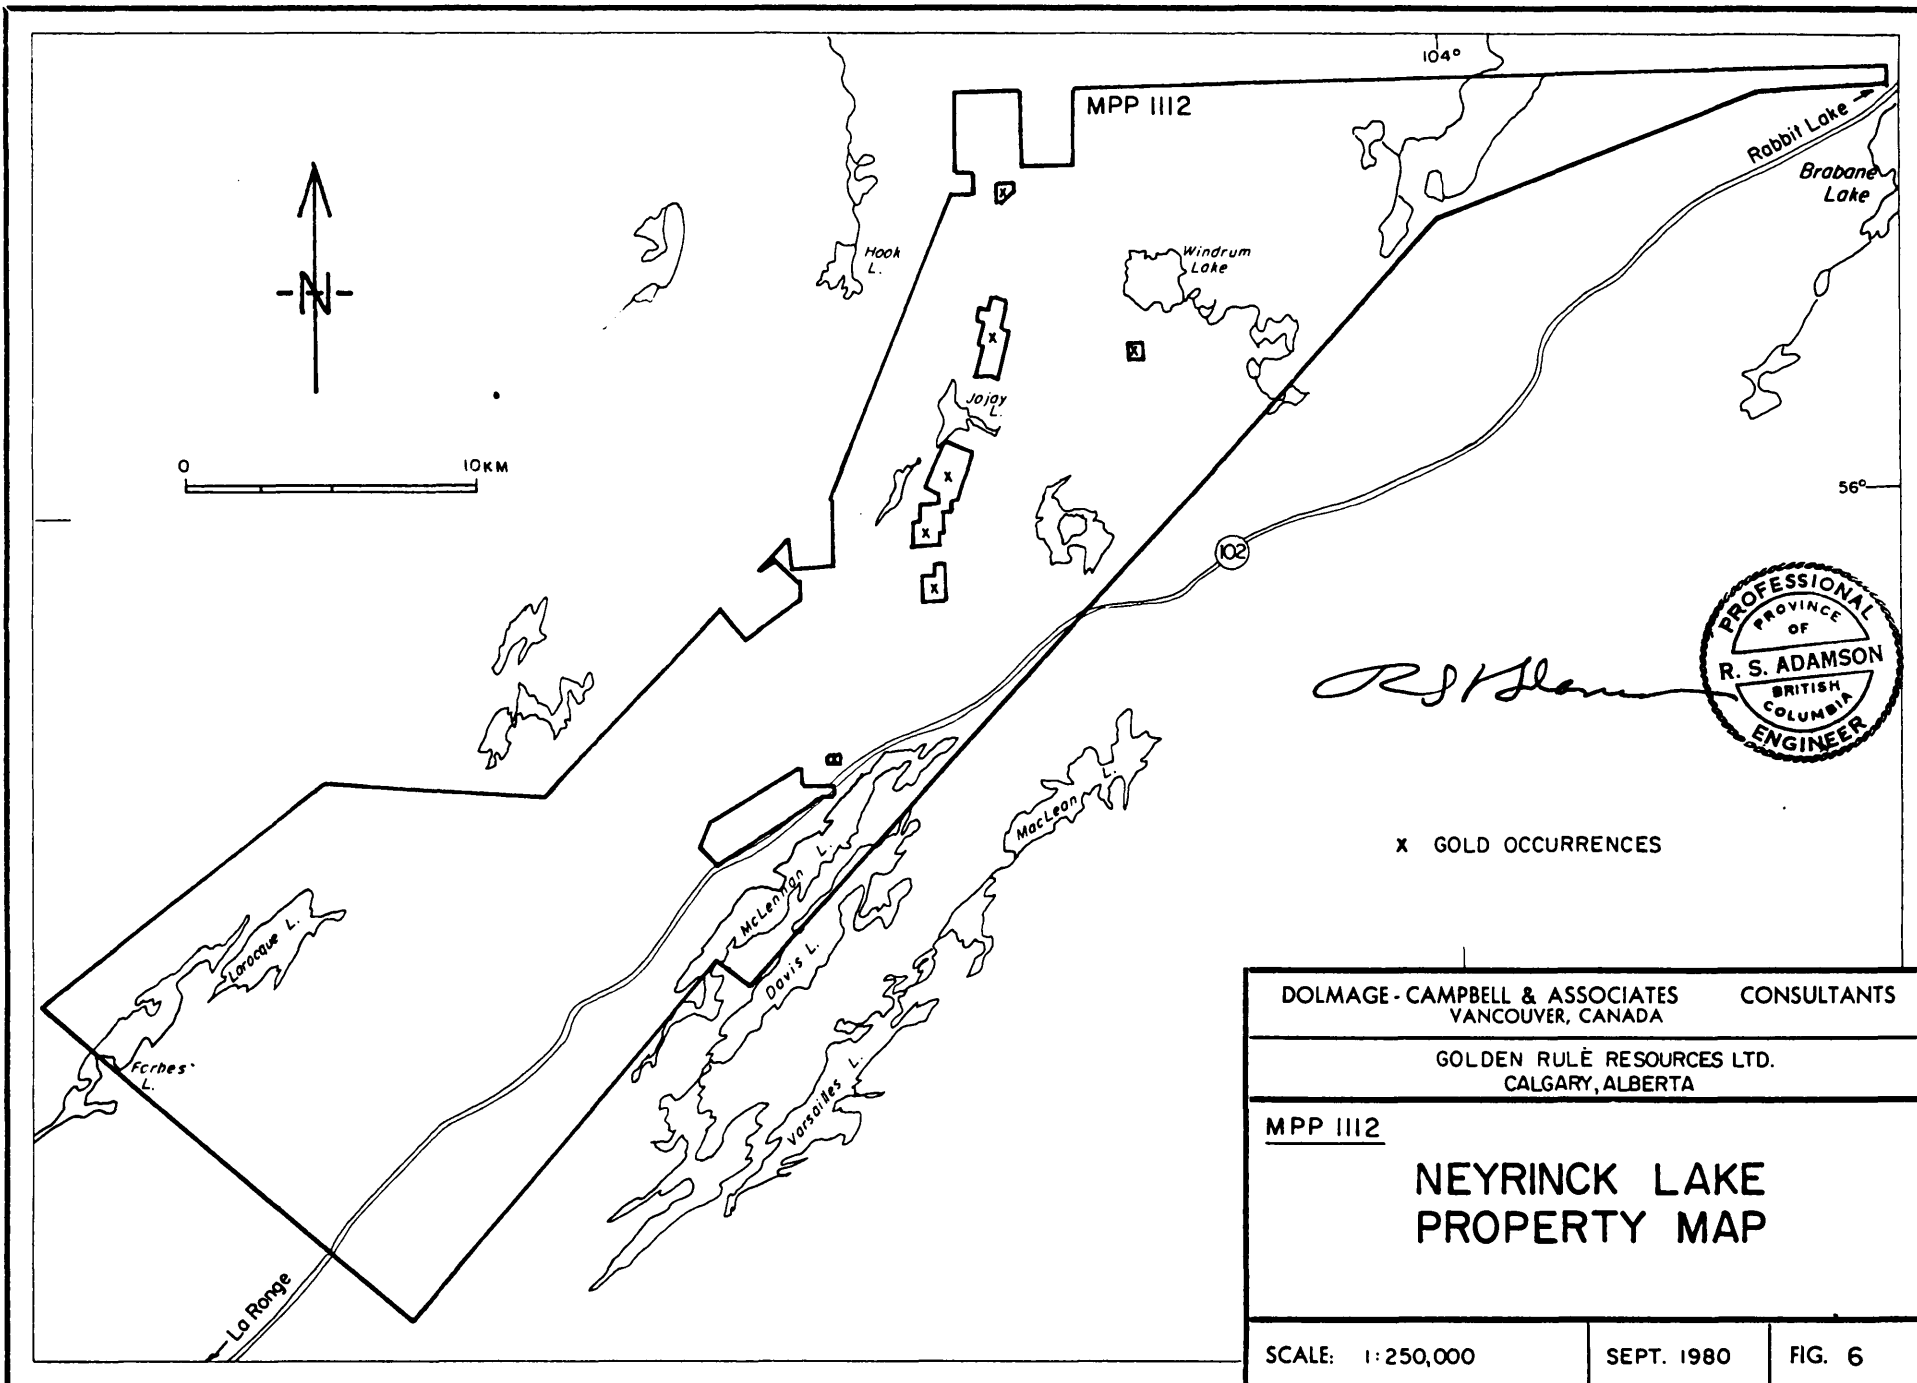 104°
MPP 1112
Rabbit Lake
Brabane
Lake
Hook
L.
Windrum
Lake
N
x
x
x
Jojay
L.
0 10 KM
x
56°
x
102
x
PROFESSIONAL
PROVINCE
OF
R. S. ADAMSON
BRITISH
COLUMBIA
ENGINEER
x
MacLean L.
X GOLD OCCURRENCES
McLennan L.
Larocque L.
Davis L.
Forbes
L.
Varsailles L.
La Ronge
DOLMAGE - CAMPBELL & ASSOCIATES CONSULTANTS
VANCOUVER, CANADA
GOLDEN RULE RESOURCES LTD.
CALGARY, ALBERTA
MPP 1112
NEYRINCK LAKE
PROPERTY MAP
SCALE: 1:250,000
SEPT. 1980
FIG. 6